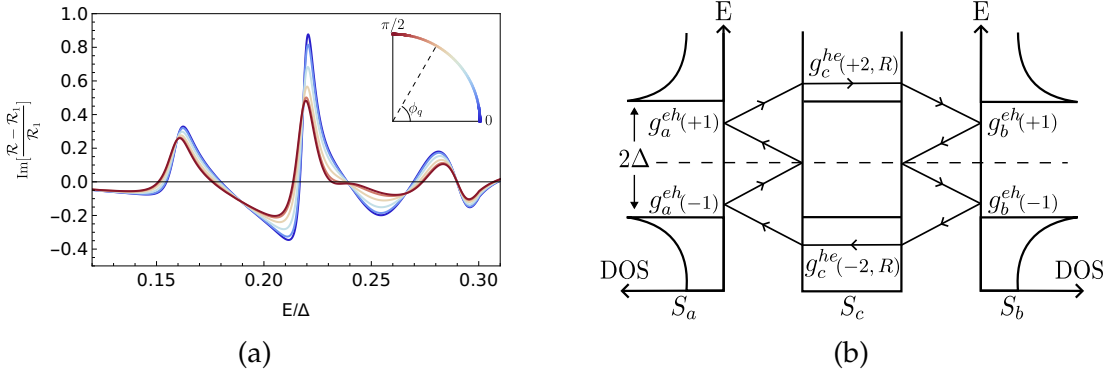 Im[(ℛ − ℛ₁)/ℛ₁]
1.0
0.8
0.6
0.4
0.2
0.0
−0.2
−0.4
0.15
0.20
0.25
0.30
E/Δ
π/2
ϕ_q
0
(a)
E
E
g_c^{he}(+2, R)
g_a^{eh}(+1)
g_b^{eh}(+1)
2Δ
g_a^{eh}(−1)
g_b^{eh}(−1)
g_c^{he}(−2, R)
DOS
DOS
S_a
S_c
S_b
(b)